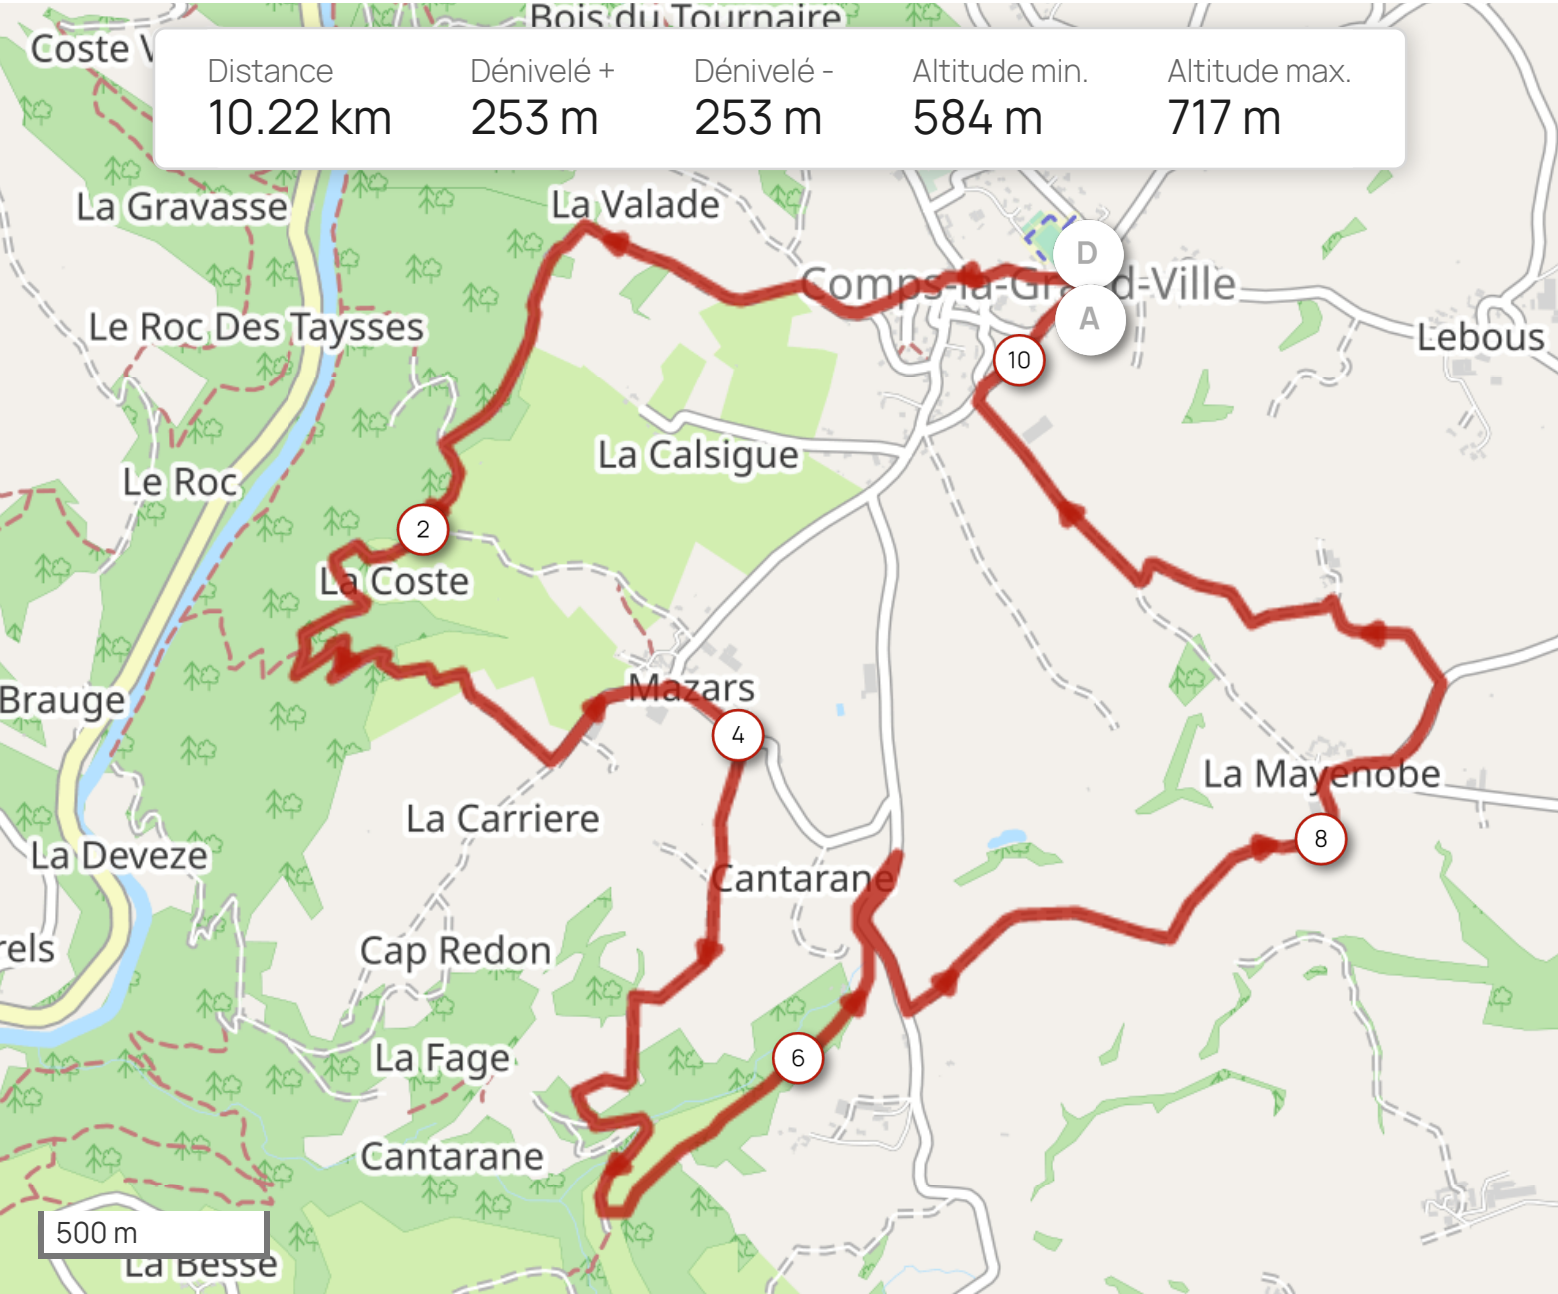 Bois du Tournaire
Coste V
Distance
10.22 km
Dénivelé +
253 m
Dénivelé -
253 m
Altitude min.
584 m
Altitude max.
717 m
La Gravasse
La Valade
D
Comps-la-Gr d-Ville
A
Le Roc Des Taysses
Lebous
10
La Calsigue
Le Roc
2
La Coste
Mazars
Brauge
4
La Mayenobe
La Carriere
8
La Deveze
Cantarane
rels
Cap Redon
La Fage
6
Cantarane
500 m
La Besse